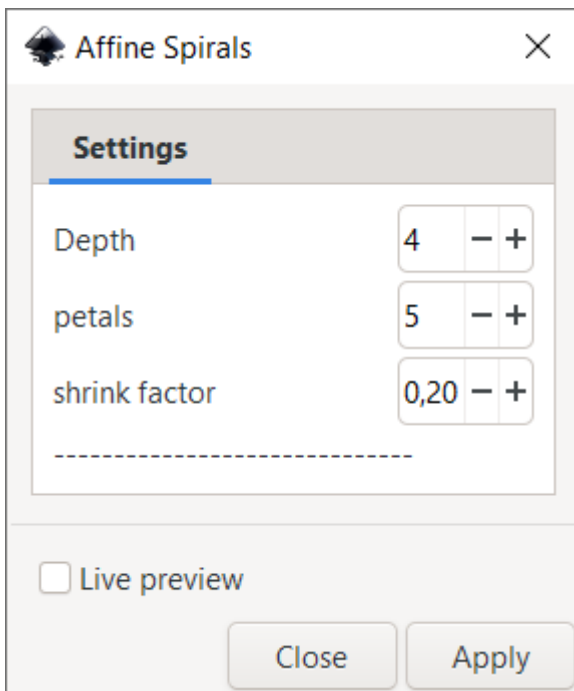 Affine Spirals
Settings
Depth 4 − +
petals 5 − +
shrink factor 0,20 − +
------------------------------
Live preview
Close Apply